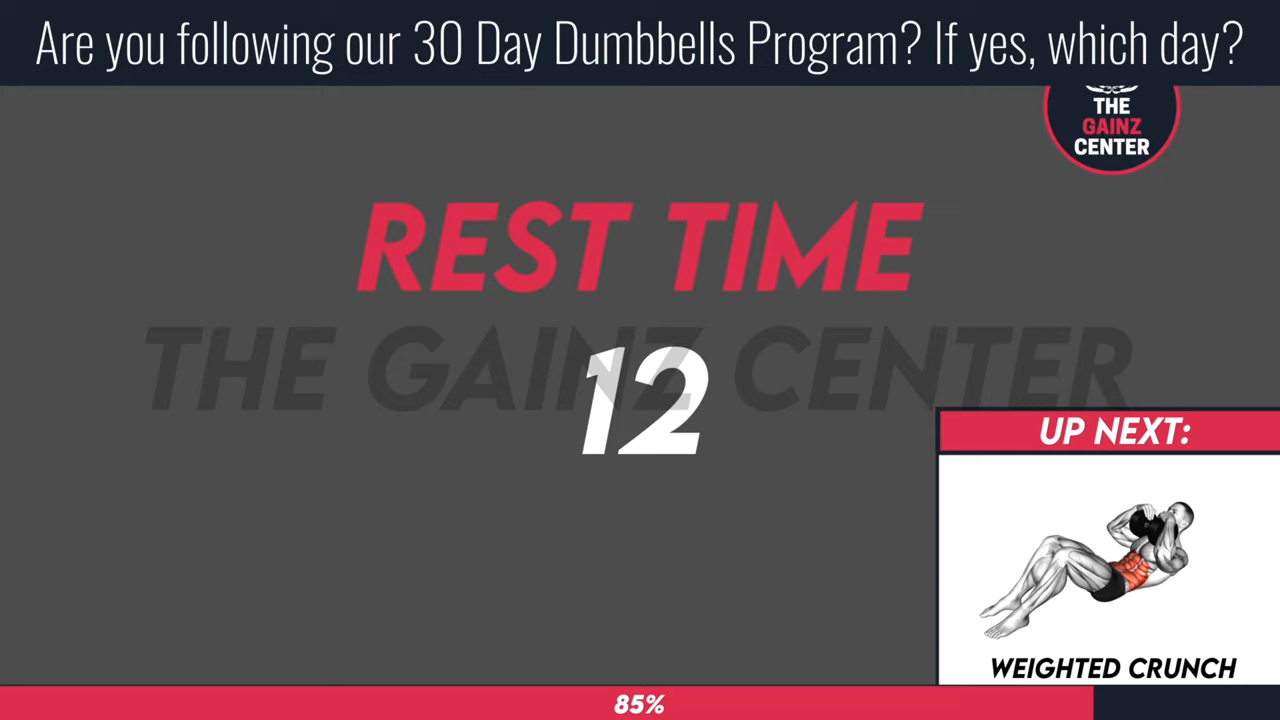 Are you following our 30 Day Dumbbells Program? If yes, which day?
THE
GAINZ
CENTER
REST TIME
THE GAINZ CENTER
12
UP NEXT:
WEIGHTED CRUNCH
85%